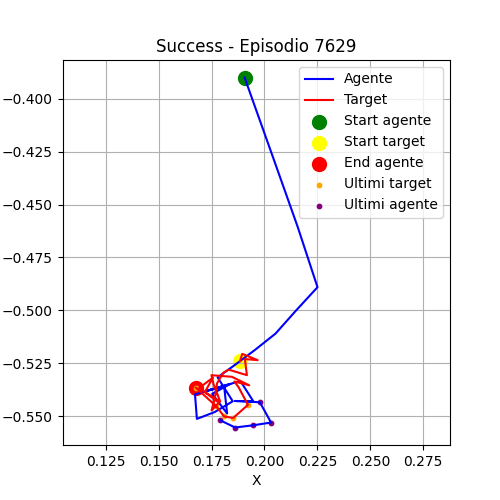 Success - Episodio 7629
Agente
Target
Start agente
Start target
End agente
Ultimi target
Ultimi agente
−0.400
−0.425
−0.450
−0.475
−0.500
−0.525
−0.550
0.125 0.150 0.175 0.200 0.225 0.250 0.275
X